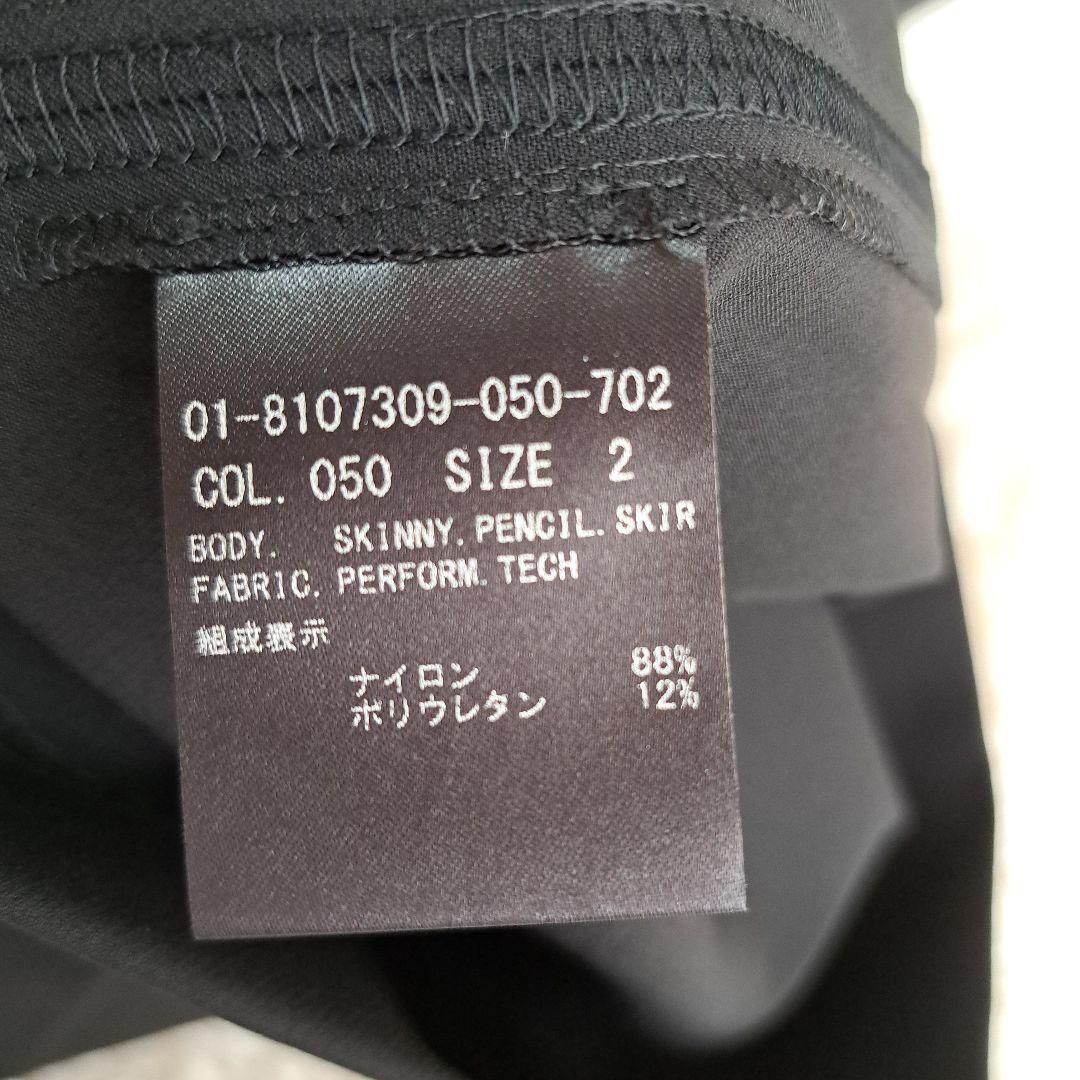 01-8107309-050-702
COL. 050 SIZE 2
BODY. SKINNY.PENCIL.SKIR
FABRIC. PERFORM.TECH
組成表示
ナイロン 88%
ポリウレタン 12%